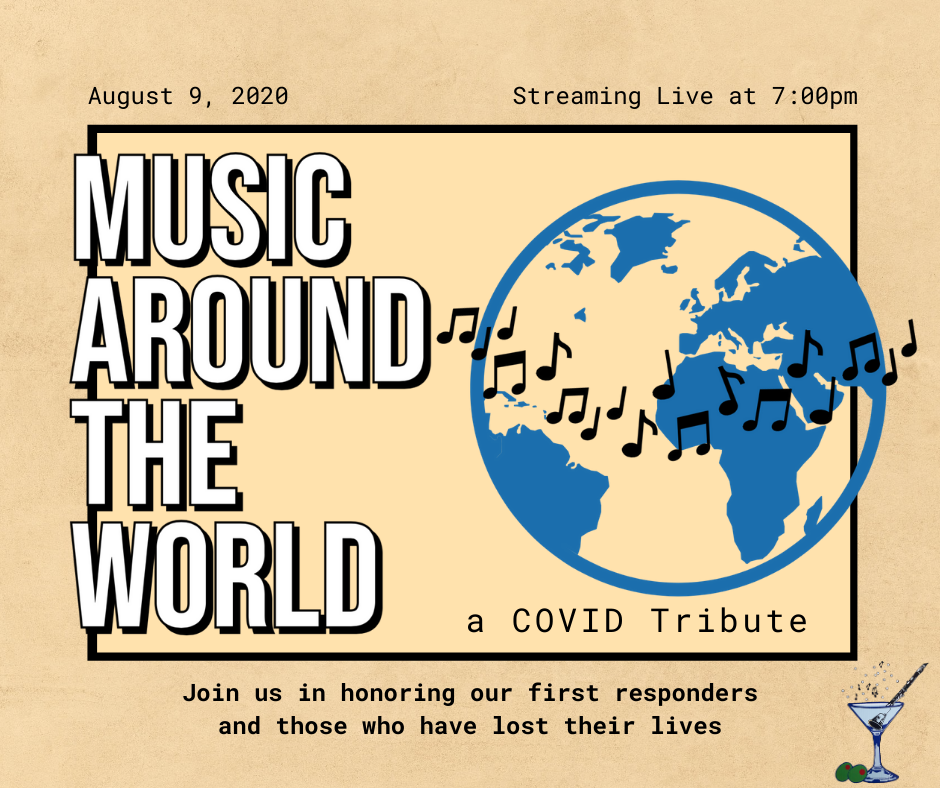 August 9, 2020
Streaming Live at 7:00pm
MUSIC
AROUND
THE
WORLD
a COVID Tribute
Join us in honoring our first responders
and those who have lost their lives